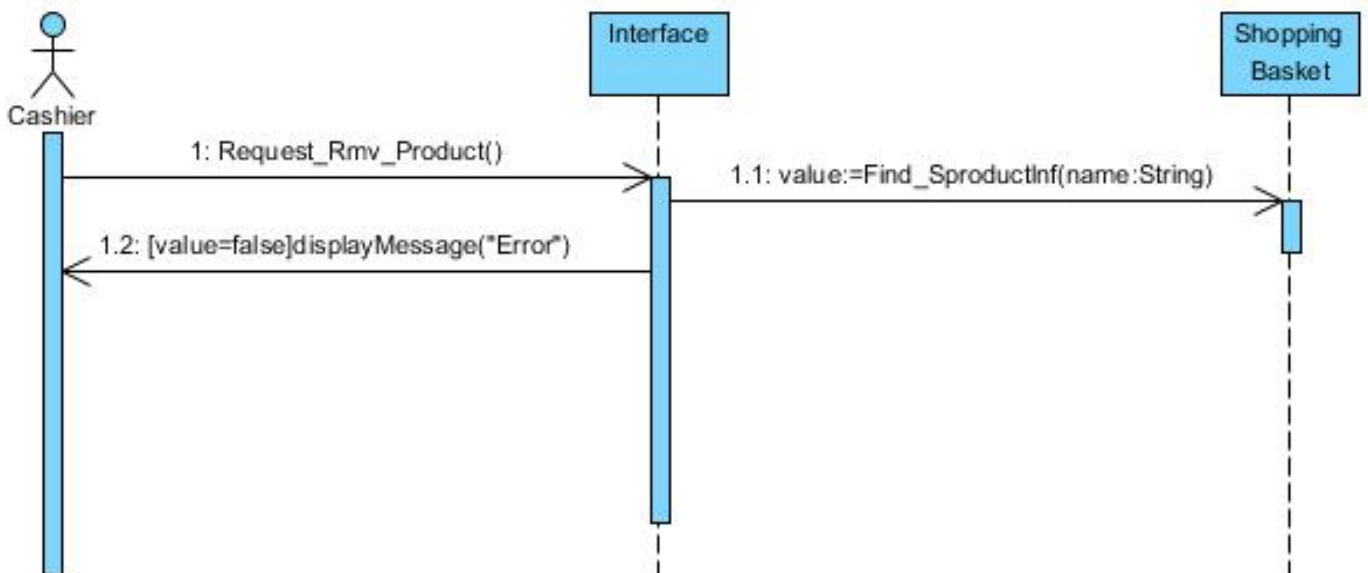 Interface
Shopping
Basket
Cashier
1: Request_Rmv_Product()
1.1: value:=Find_SproductInf(name:String)
1.2: [value=false]displayMessage("Error")